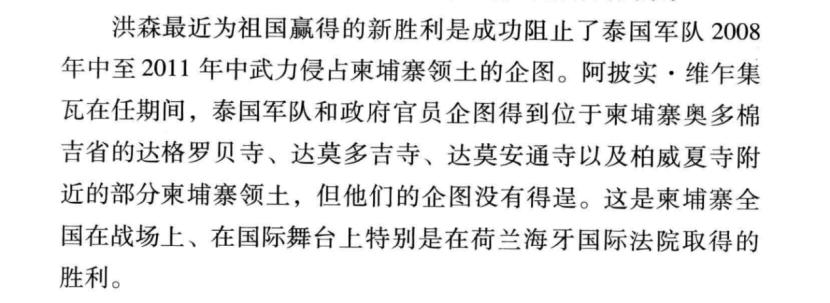 洪森最近为祖国赢得的新胜利是成功阻止了泰国军队 2008
年中至 2011 年中武力侵占柬埔寨领土的企图。阿披实·维乍集
瓦在任期间，泰国军队和政府官员企图得到位于柬埔寨奥多棉
吉省的达格罗贝寺、达莫多吉寺、达莫安通寺以及柏威夏寺附
近的部分柬埔寨领土，但他们的企图没有得逞。这是柬埔寨全
国在战场上、在国际舞台上特别是在荷兰海牙国际法院取得的
胜利。